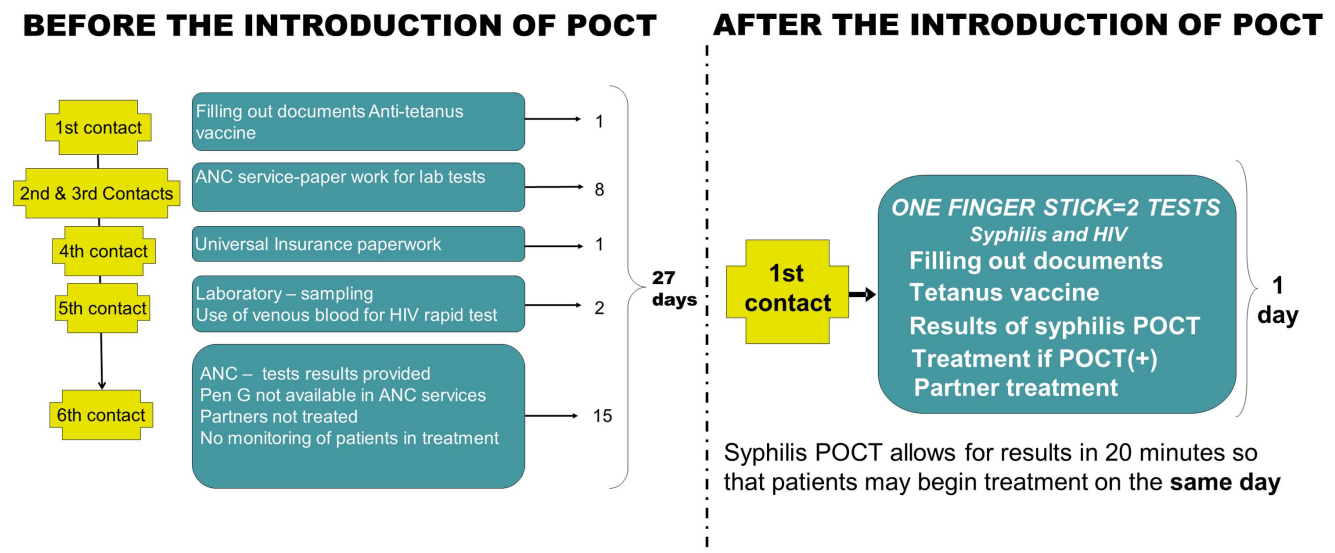 BEFORE THE INTRODUCTION OF POCT
1st contact
Filling out documents Anti-tetanus
vaccine
1
2nd & 3rd Contacts
ANC service-paper work for lab tests
8
4th contact
Universal Insurance paperwork
1
5th contact
Laboratory – sampling
Use of venous blood for HIV rapid test
2
6th contact
ANC – tests results provided
Pen G not available in ANC services
Partners not treated
No monitoring of patients in treatment
15
27
days
AFTER THE INTRODUCTION OF POCT
1st
contact
ONE FINGER STICK=2 TESTS
Syphilis and HIV
Filling out documents
Tetanus vaccine
Results of syphilis POCT
Treatment if POCT(+)
Partner treatment
1
day
Syphilis POCT allows for results in 20 minutes so
that patients may begin treatment on the same day